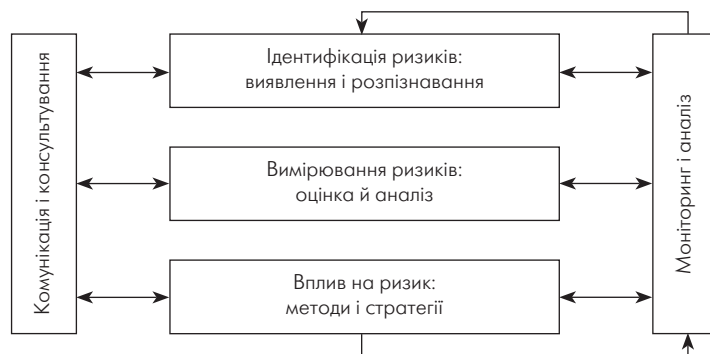 Комунікація і консультування
Ідентифікація ризиків:
виявлення і розпізнавання
Вимірювання ризиків:
оцінка й аналіз
Вплив на ризик:
методи і стратегії
Моніторинг і аналіз